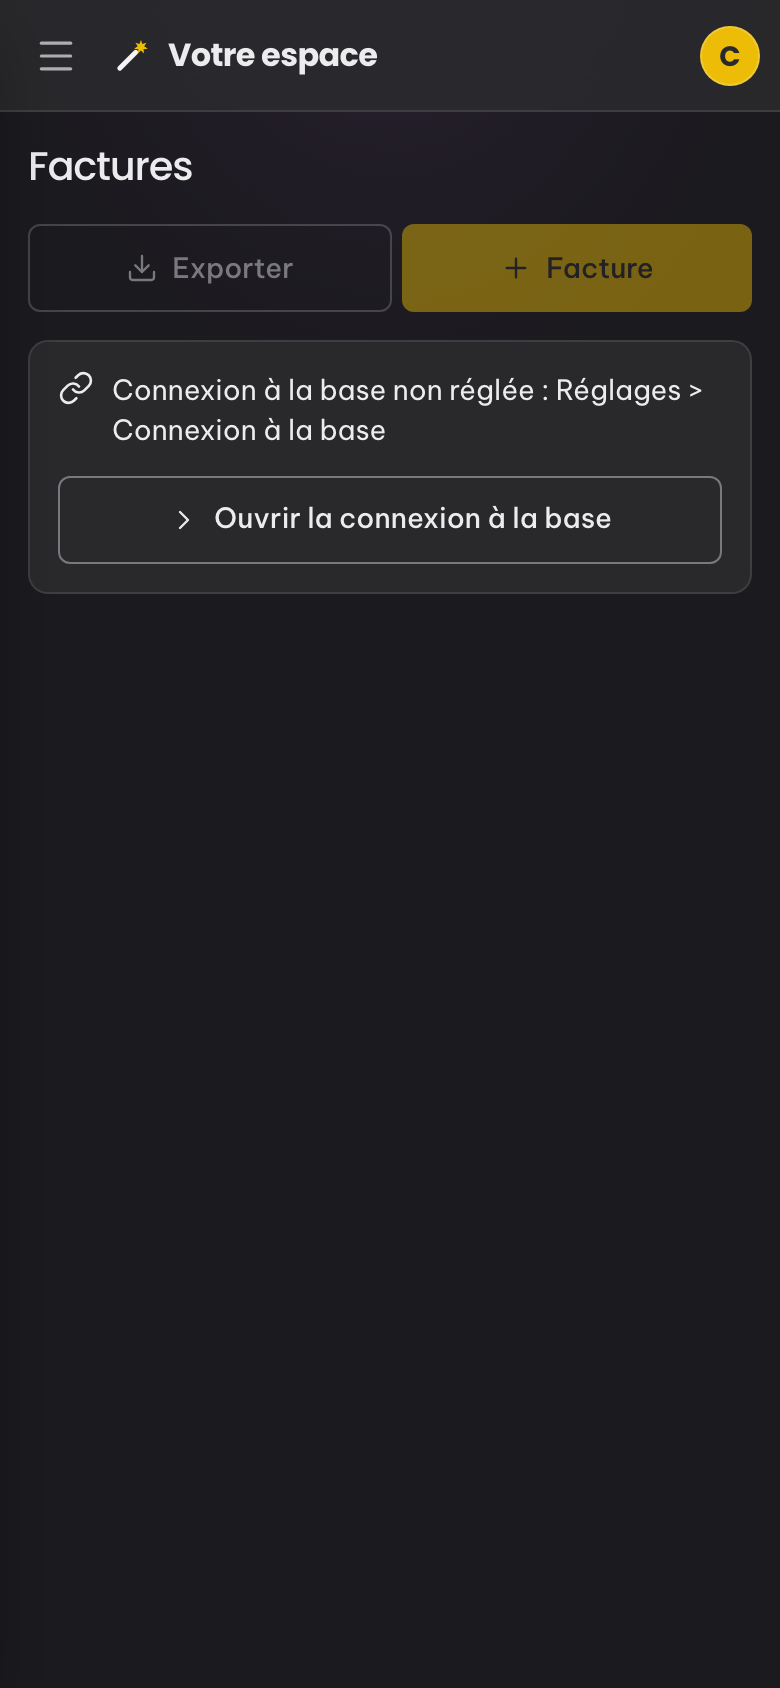 Votre espace
C
Factures
Exporter
Facture
Connexion à la base non réglée : Réglages >
Connexion à la base
Ouvrir la connexion à la base